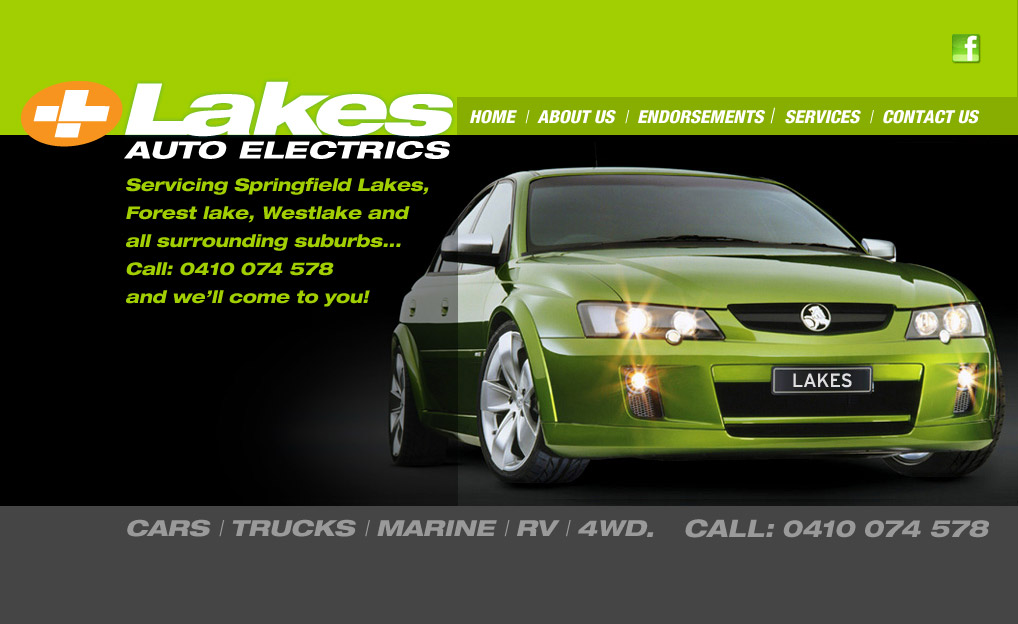 f
Lakes
AUTO ELECTRICS
HOME / ABOUT US / ENDORSEMENTS / SERVICES / CONTACT US
Servicing Springfield Lakes,
Forest lake, Westlake and
all surrounding suburbs...
Call: 0410 074 578
and we'll come to you!
LAKES
CARS / TRUCKS / MARINE / RV / 4WD. CALL: 0410 074 578